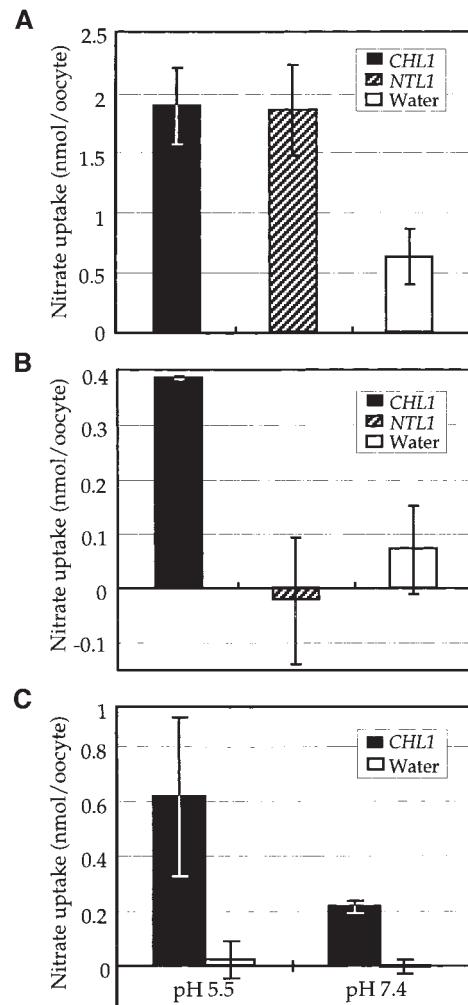 A
Nitrate uptake (nmol/oocyte)
2.5
2
1.5
1
0.5
0
CHL1
NTL1
Water
B
Nitrate uptake (nmol/oocyte)
0.4
0.3
0.2
0.1
0
-0.1
CHL1
NTL1
Water
C
Nitrate uptake (nmol/oocyte)
1
0.8
0.6
0.4
0.2
0
CHL1
Water
pH 5.5
pH 7.4